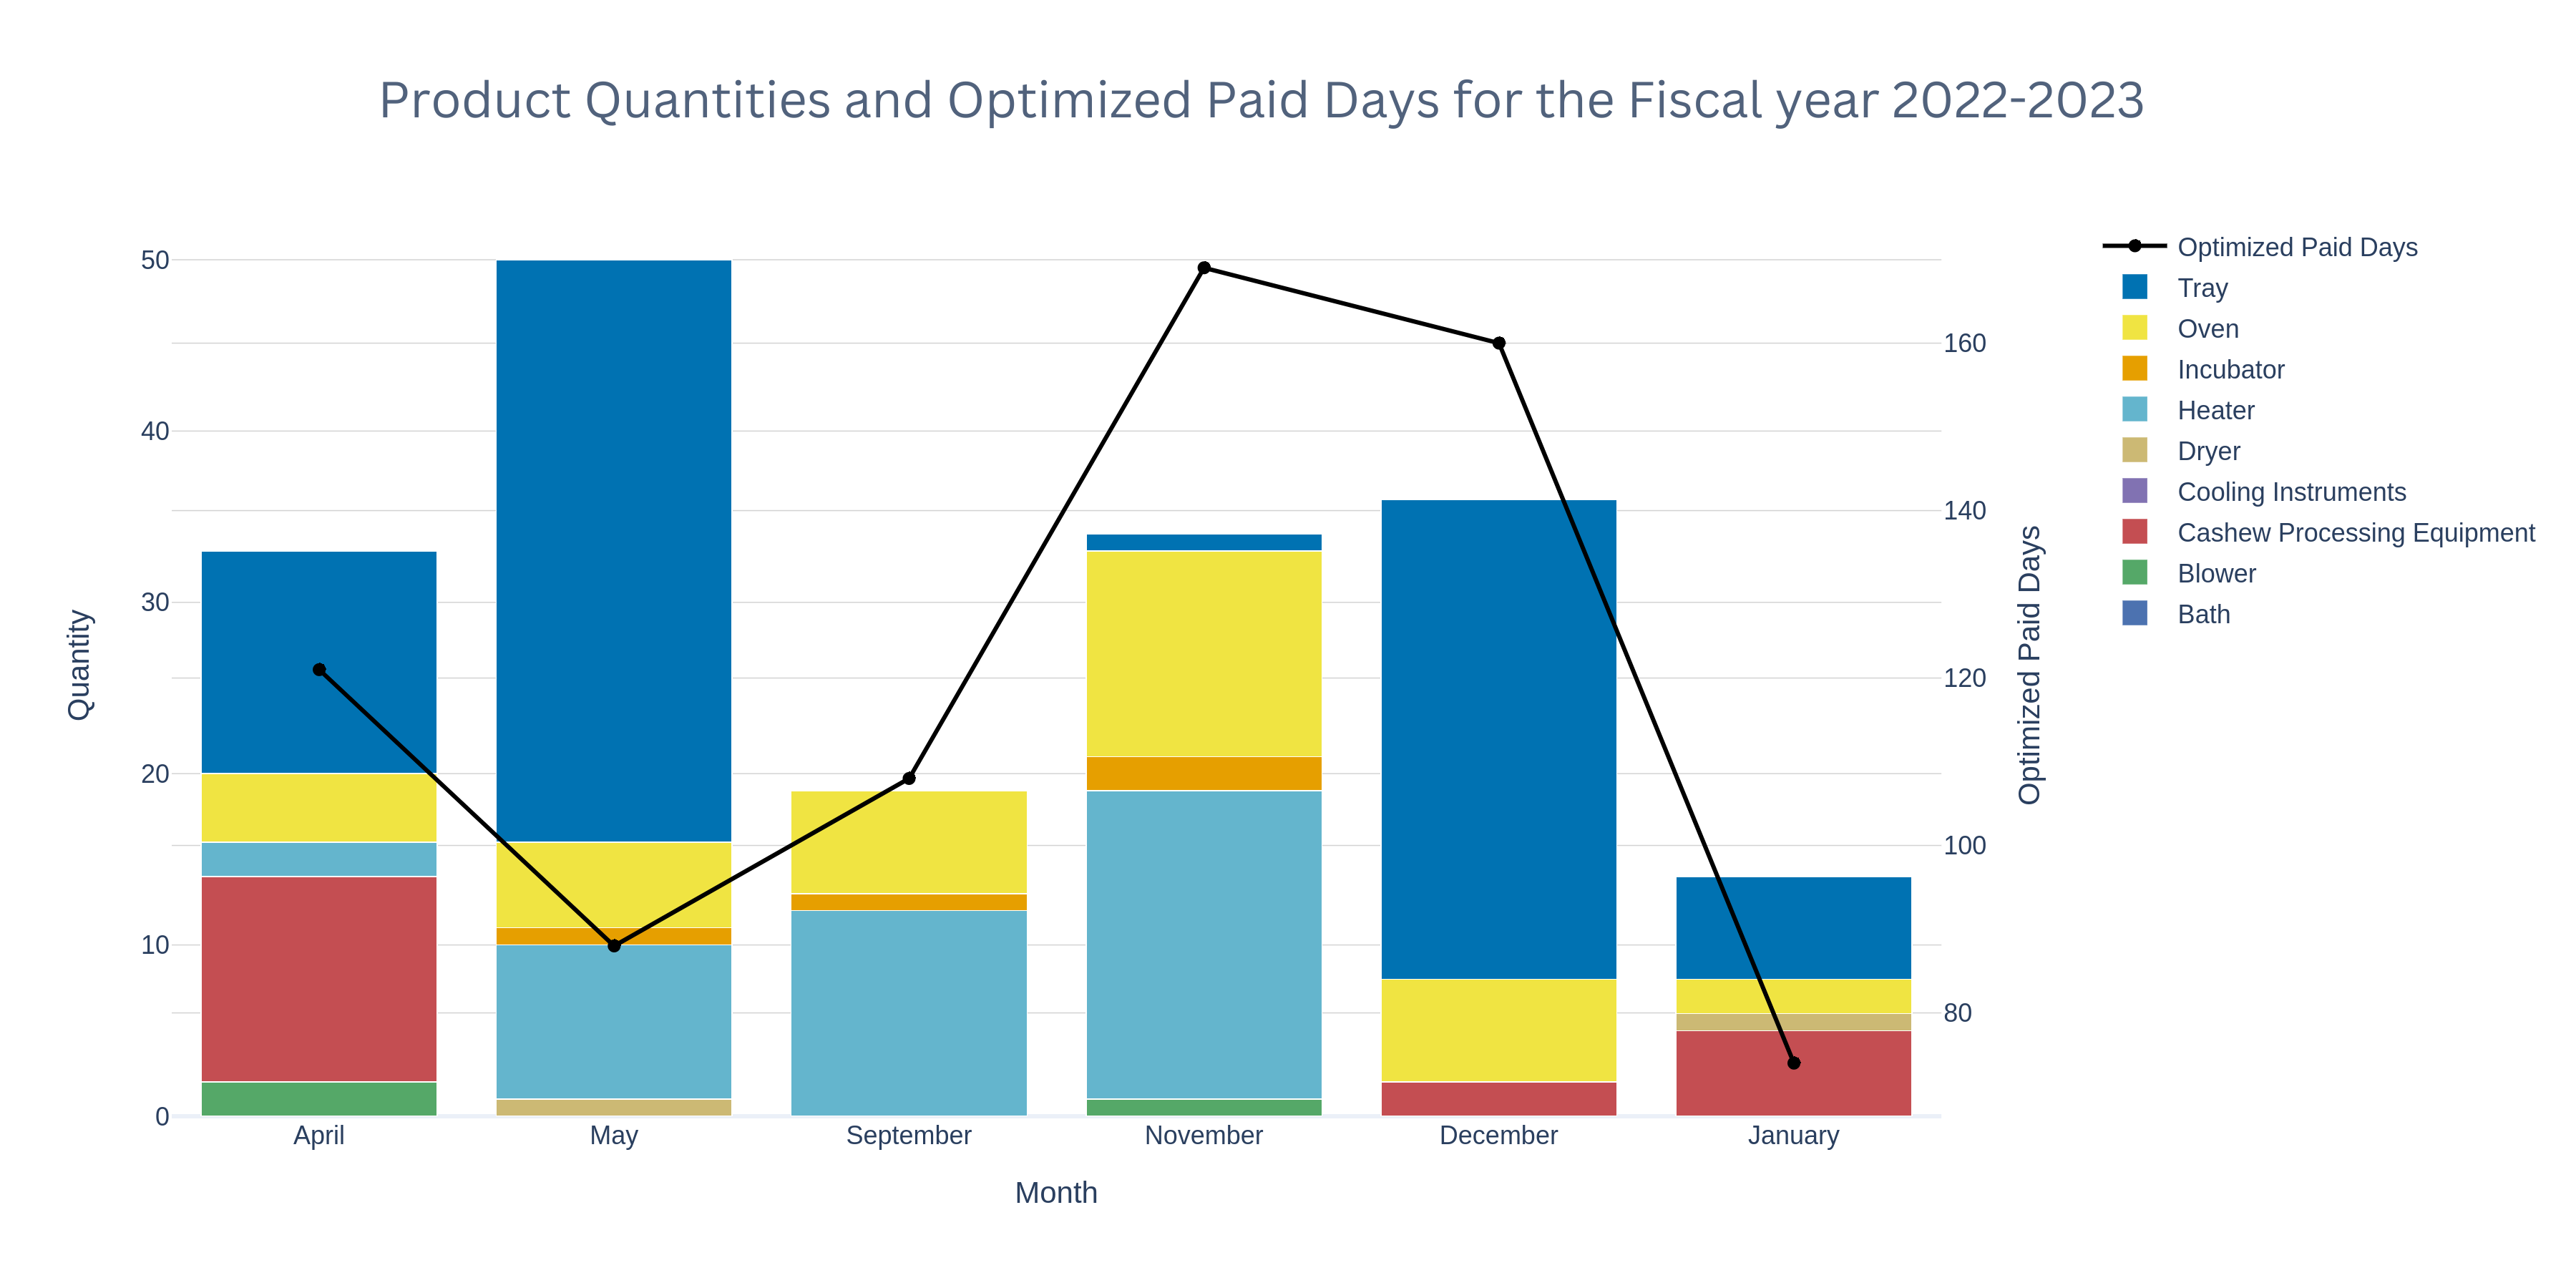 Product Quantities and Optimized Paid Days for the Fiscal year 2022-2023
Optimized Paid Days
Tray
Oven
Incubator
Heater
Dryer
Cooling Instruments
Cashew Processing Equipment
Blower
Bath
Quantity
50
40
30
20
10
0
160
140
120
100
80
Optimized Paid Days
April
May
September
November
December
January
Month